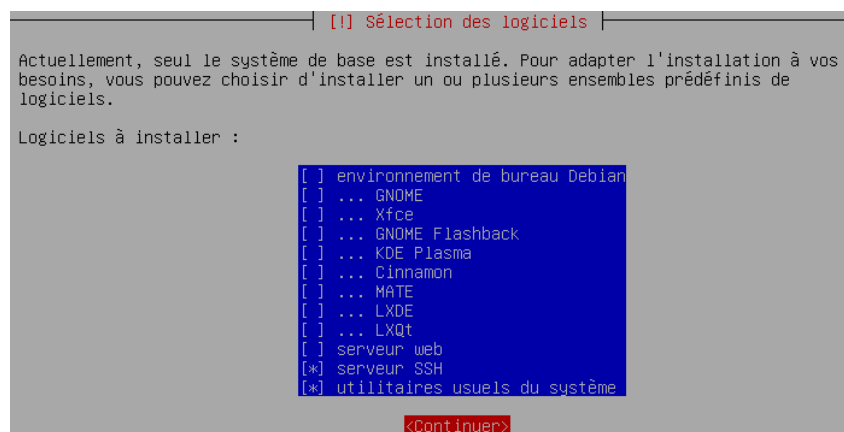 [!] Sélection des logiciels
Actuellement, seul le système de base est installé. Pour adapter l'installation à vos
besoins, vous pouvez choisir d'installer un ou plusieurs ensembles prédéfinis de
logiciels.
Logiciels à installer :
[ ] environnement de bureau Debian
[ ] ... GNOME
[ ] ... Xfce
[ ] ... GNOME Flashback
[ ] ... KDE Plasma
[ ] ... Cinnamon
[ ] ... MATE
[ ] ... LXDE
[ ] ... LXQt
[ ] serveur web
[*] serveur SSH
[*] utilitaires usuels du système
<Continuer>